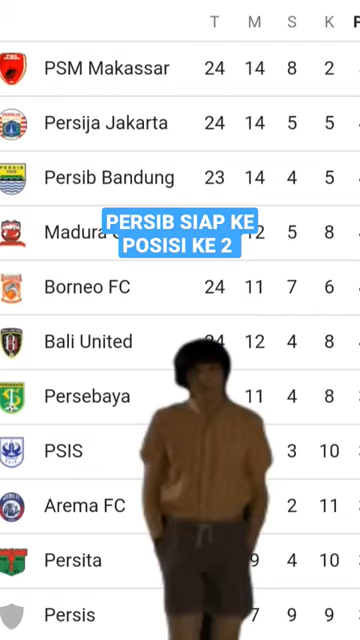 T M S K
PSM Makassar 24 14 8 2
Persija Jakarta 24 14 5 5
Persib Bandung 23 14 4 5
Madura 12 5 8
PERSIB SIAP KE
POSISI KE 2
Borneo FC 24 11 7 6
Bali United 24 12 4 8
Persebaya 11 4 8
PSIS 3 10
Arema FC 2 11
Persita 9 4 10
Persis 7 9 9